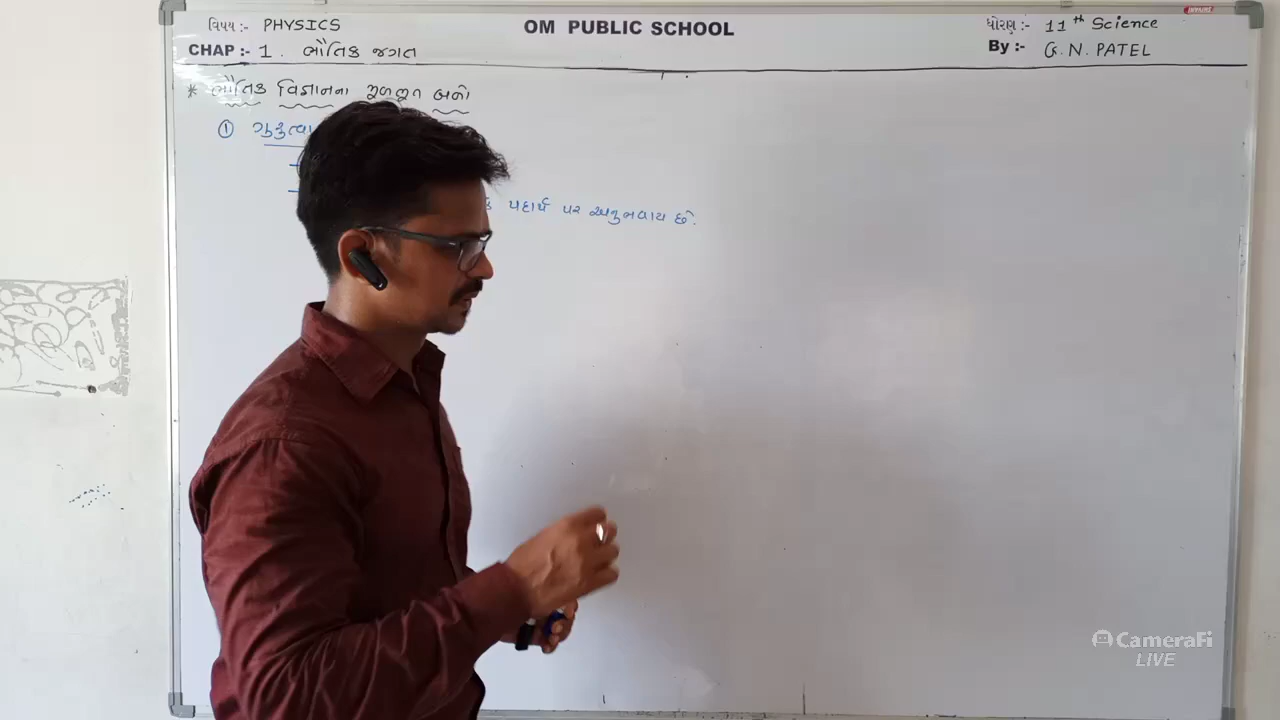 વિષય :- PHYSICS OM PUBLIC SCHOOL ધોરણ :- 11th Science
CHAP :- 1. ભૌતિક જગત By :- G. N. PATEL
* ભૌતિક વિજ્ઞાનના મૂળભૂત બળો
①
પદાર્થ પર અનુભવાય છે.
CameraFi
LIVE